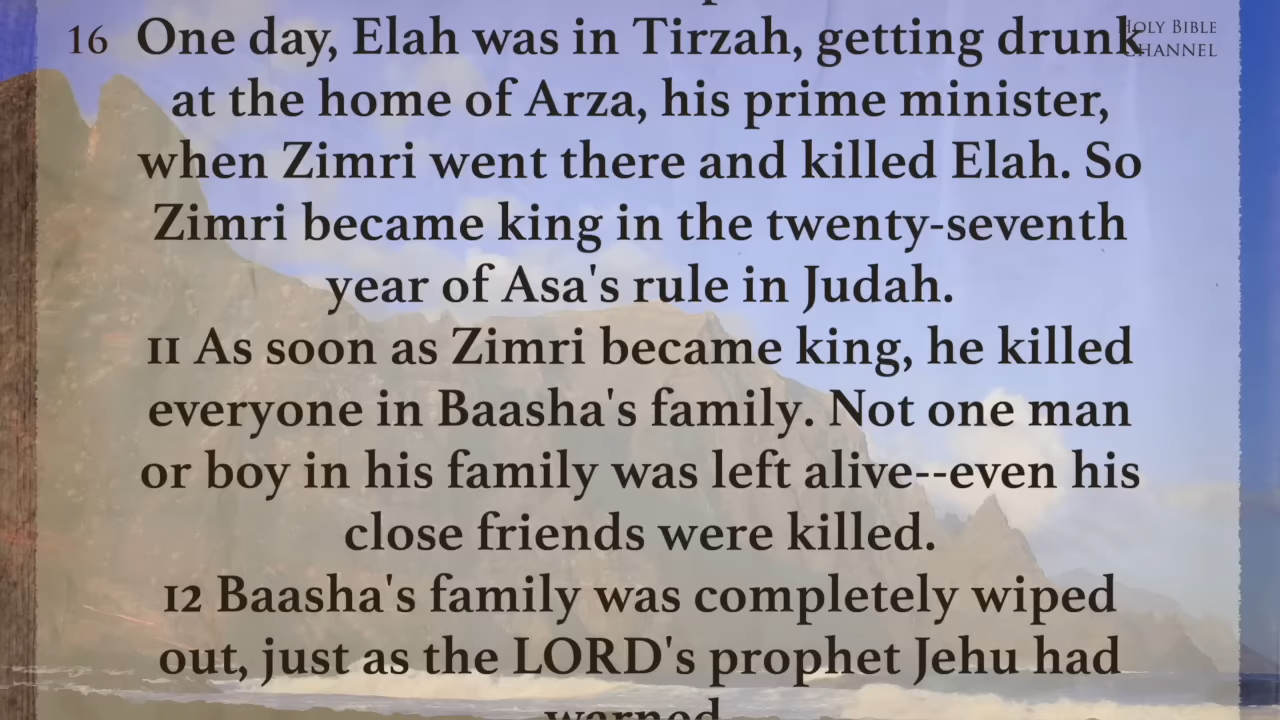 16 One day, Elah was in Tirzah, getting drunk
HOLY BIBLE
CHANNEL
at the home of Arza, his prime minister,
when Zimri went there and killed Elah. So
Zimri became king in the twenty-seventh
year of Asa's rule in Judah.
11 As soon as Zimri became king, he killed
everyone in Baasha's family. Not one man
or boy in his family was left alive--even his
close friends were killed.
12 Baasha's family was completely wiped
out, just as the LORD's prophet Jehu had
warned.